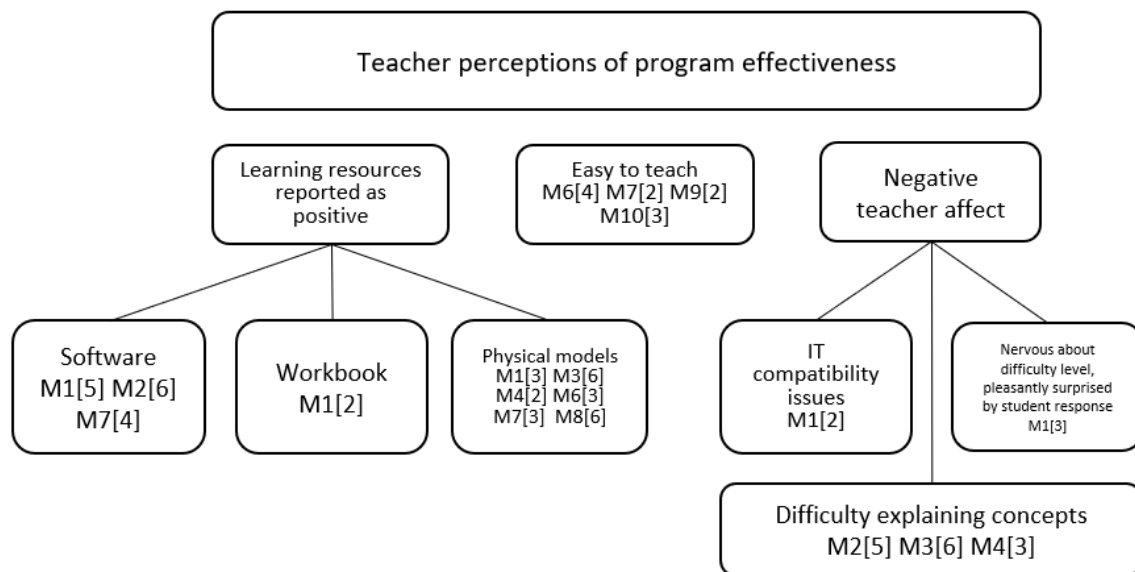 Teacher perceptions of program effectiveness
Learning resources
reported as
positive
Easy to teach
M6[4] M7[2] M9[2]
M10[3]
Negative
teacher affect
Software
M1[5] M2[6]
M7[4]
Workbook
M1[2]
Physical models
M1[3] M3[6]
M4[2] M6[3]
M7[3] M8[6]
IT
compatibility
issues
M1[2]
Nervous about
difficulty level,
pleasantly surprised
by student response
M1[3]
Difficulty explaining concepts
M2[5] M3[6] M4[3]